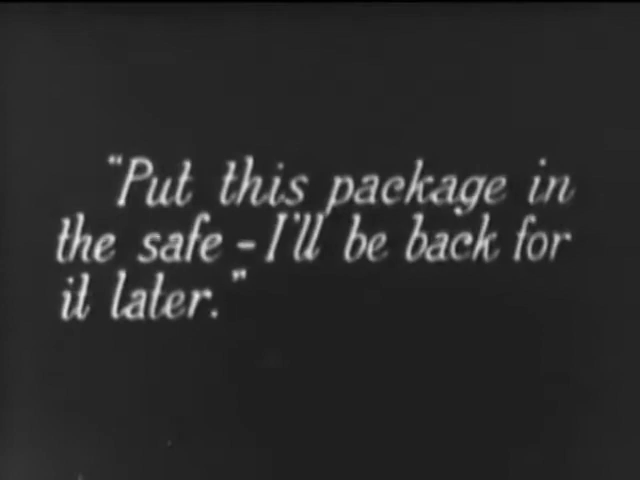 "Put this package in
the safe - I'll be back for
it later."